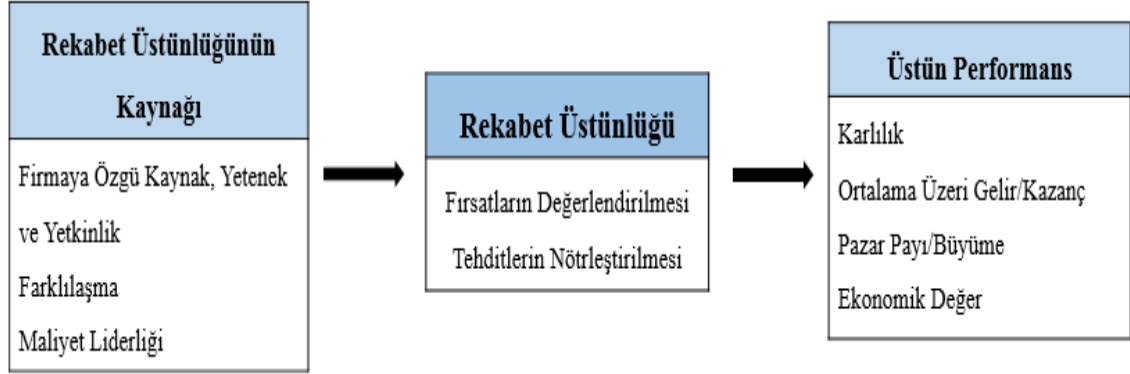 Rekabet Üstünlüğünün
Kaynağı
Firmaya Özgü Kaynak, Yetenek
ve Yetkinlik
Farklılaşma
Maliyet Liderliği
Rekabet Üstünlüğü
Fırsatların Değerlendirilmesi
Tehditlerin Nötrleştirilmesi
Üstün Performans
Karlılık
Ortalama Üzeri Gelir/Kazanç
Pazar Payı/Büyüme
Ekonomik Değer